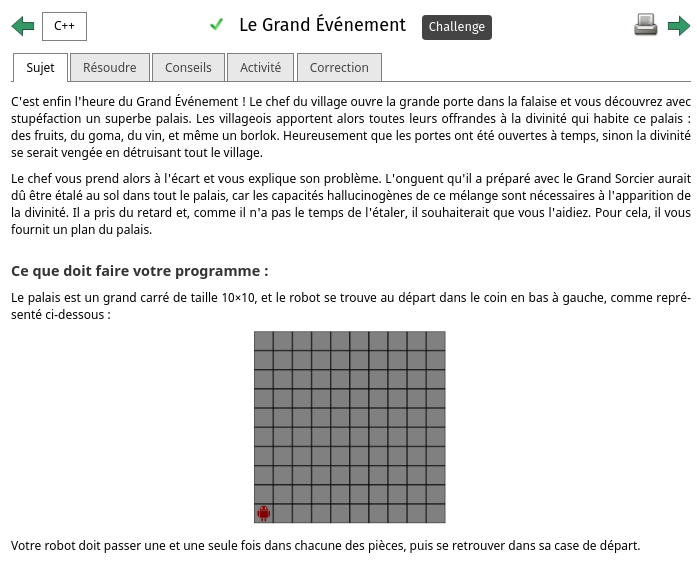 C++
Le Grand Événement
Challenge
Sujet
Résoudre
Conseils
Activité
Correction
C'est enfin l'heure du Grand Événement ! Le chef du village ouvre la grande porte dans la falaise et vous découvrez avec
stupéfaction un superbe palais. Les villageois apportent alors toutes leurs offrandes à la divinité qui habite ce palais :
des fruits, du goma, du vin, et même un borlok. Heureusement que les portes ont été ouvertes à temps, sinon la divinité
se serait vengée en détruisant tout le village.
Le chef vous prend alors à l'écart et vous explique son problème. L'onguent qu'il a préparé avec le Grand Sorcier aurait
dû être étalé au sol dans tout le palais, car les capacités hallucinogènes de ce mélange sont nécessaires à l'apparition de
la divinité. Il a pris du retard et, comme il n'a pas le temps de l'étaler, il souhaiterait que vous l'aidiez. Pour cela, il vous
fournit un plan du palais.
Ce que doit faire votre programme :
Le palais est un grand carré de taille 10×10, et le robot se trouve au départ dans le coin en bas à gauche, comme repré-
senté ci-dessous :
Votre robot doit passer une et une seule fois dans chacune des pièces, puis se retrouver dans sa case de départ.